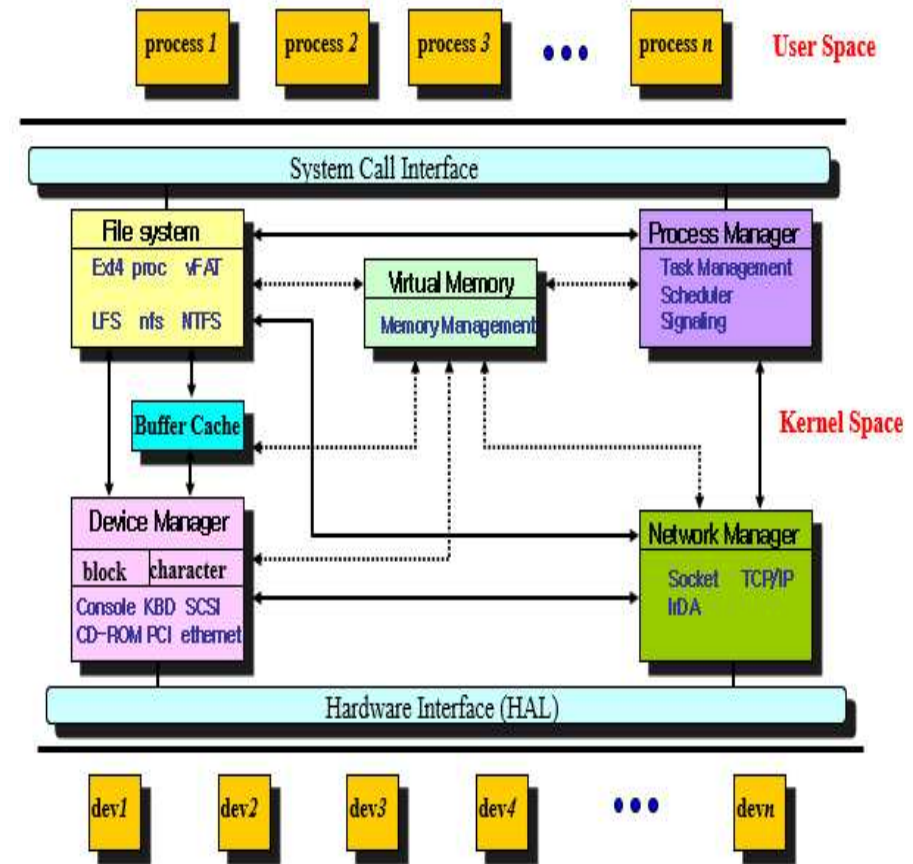 process 1
process 2
process 3
process n
User Space
System Call Interface
File system
Ext4 proc vFAT
LFS nfs NTFS
Virtual Memory
Memory Management
Process Manager
Task Management
Scheduler
Signaling
Buffer Cache
Kernel Space
Device Manager
block character
Console KBD SCSI
CD-ROM PCI ethernet
Network Manager
Socket TCP/IP
IrDA
Hardware Interface (HAL)
dev1
dev2
dev3
dev4
devn